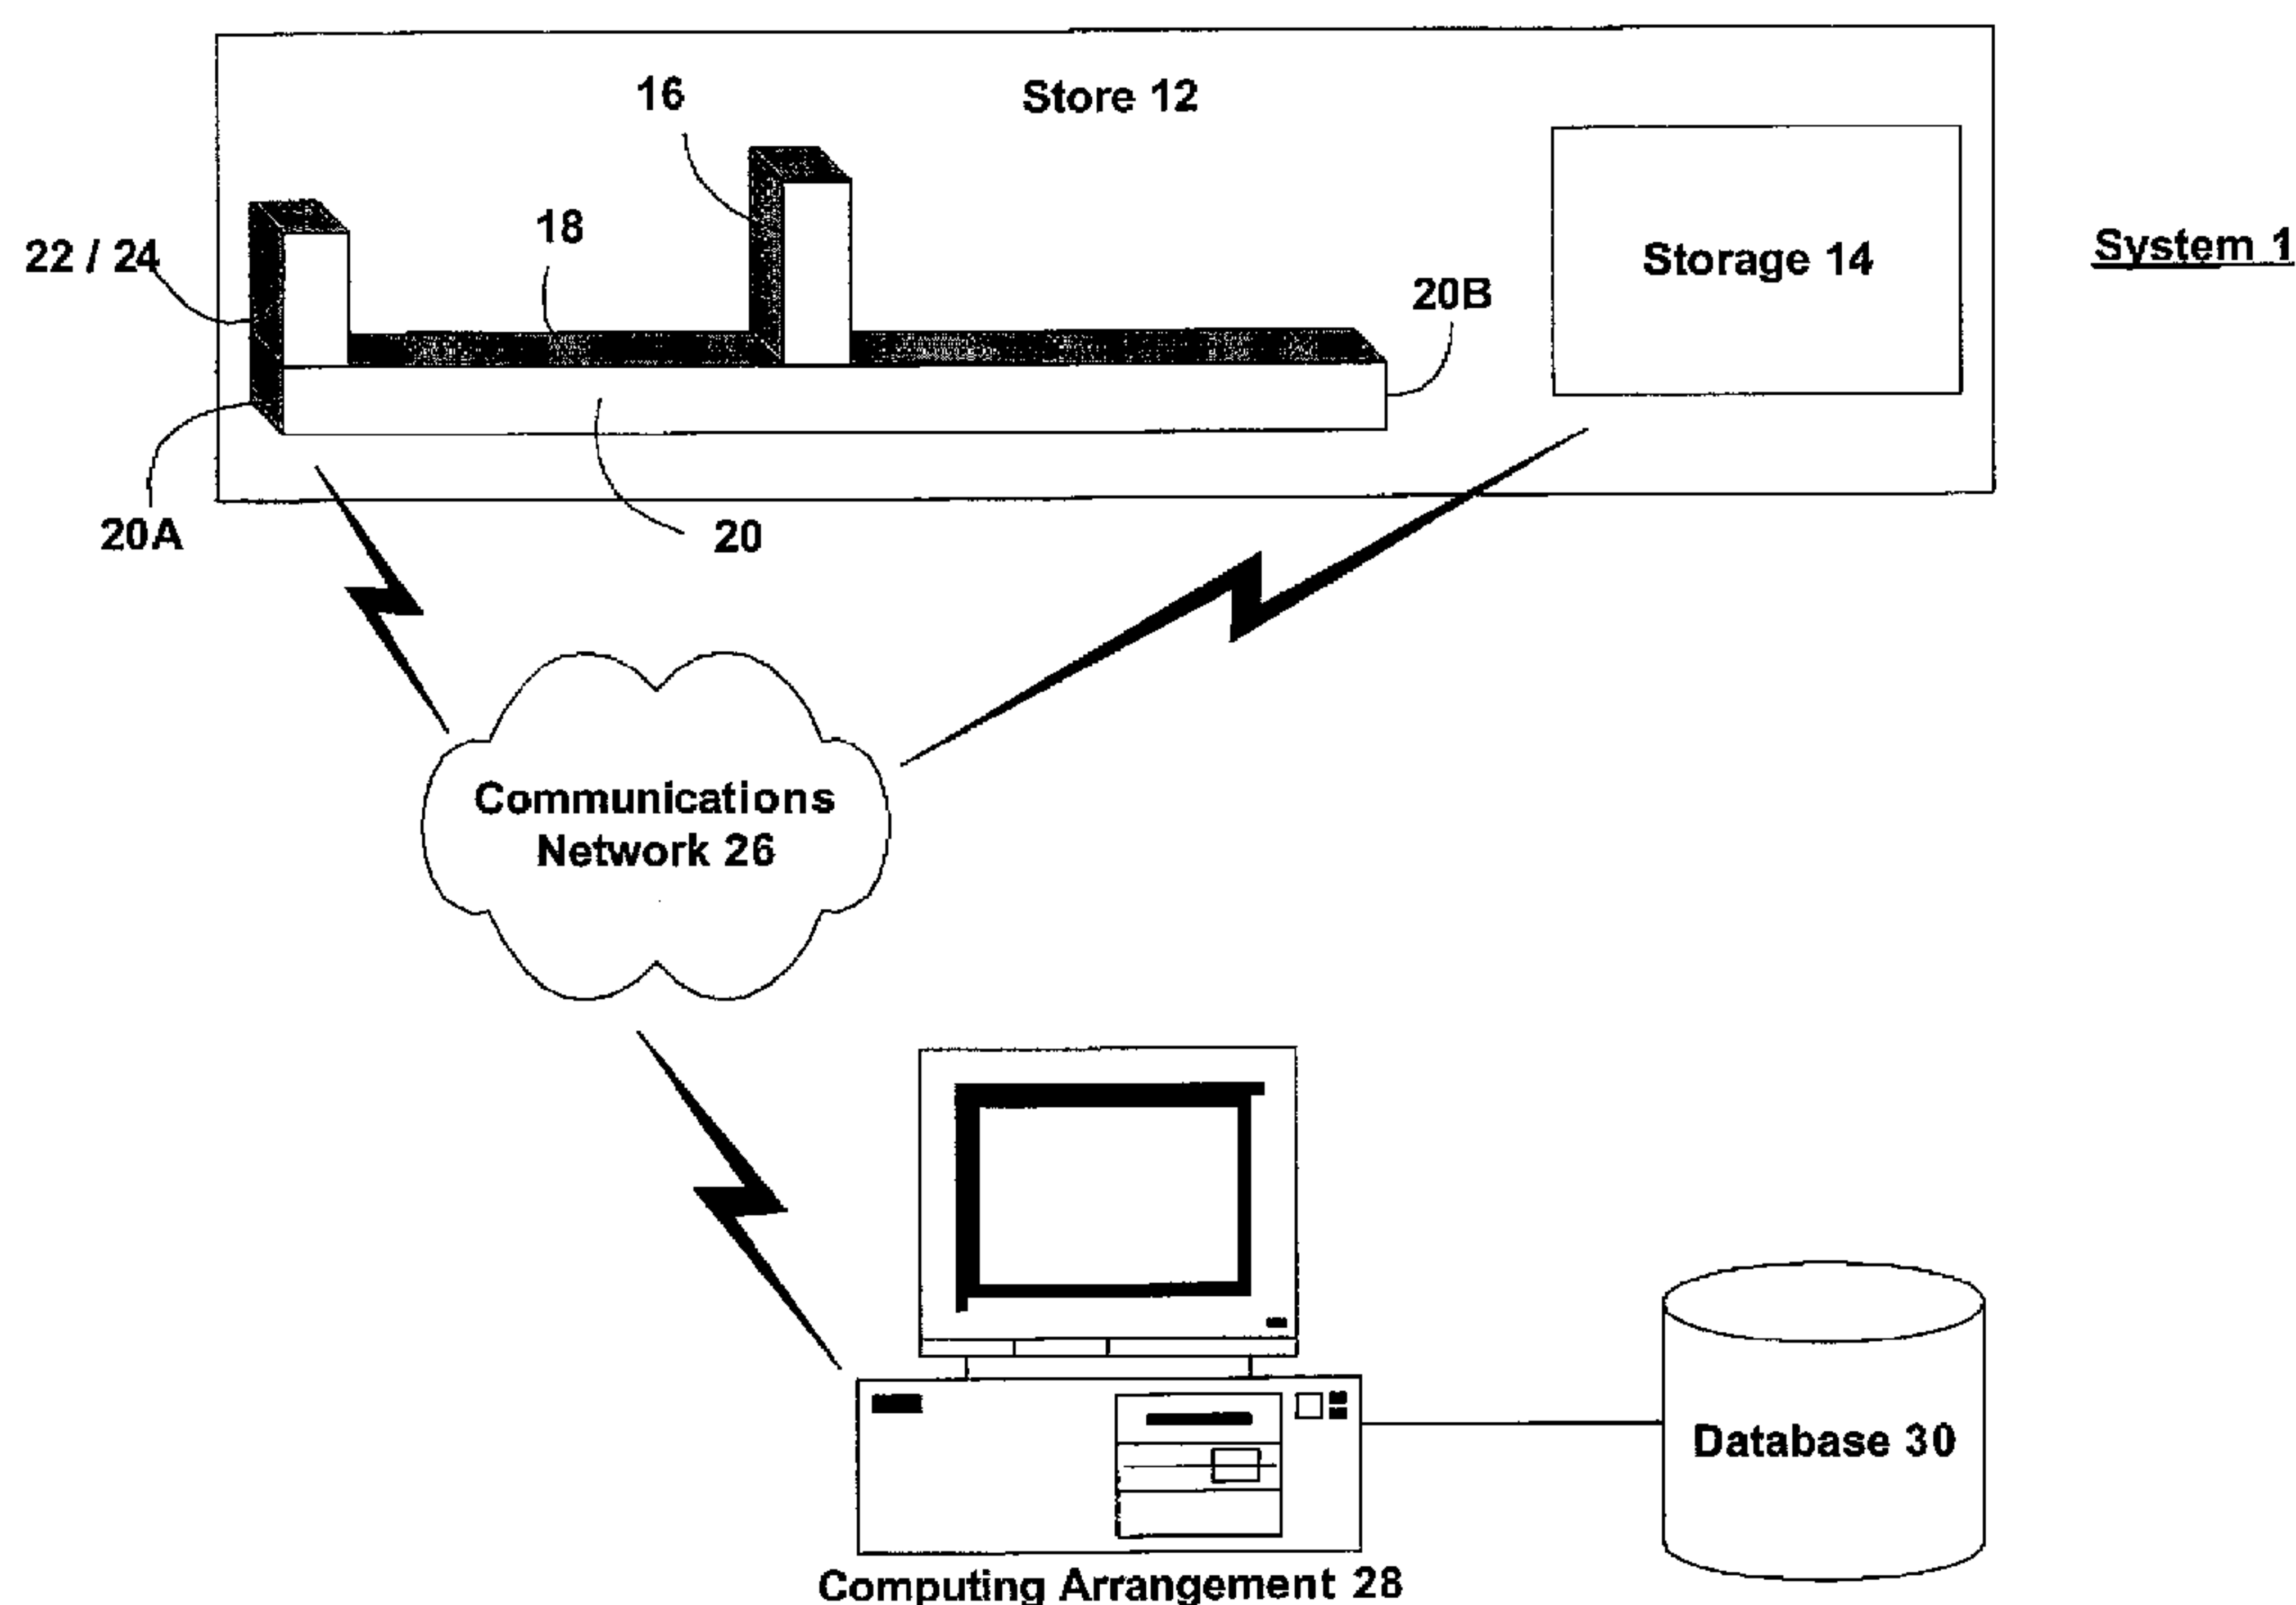 16
Store 12
22 / 24
18
Storage 14
System 1
20B
20A
20
Communications
Network 26
Database 30
Computing Arrangement 28